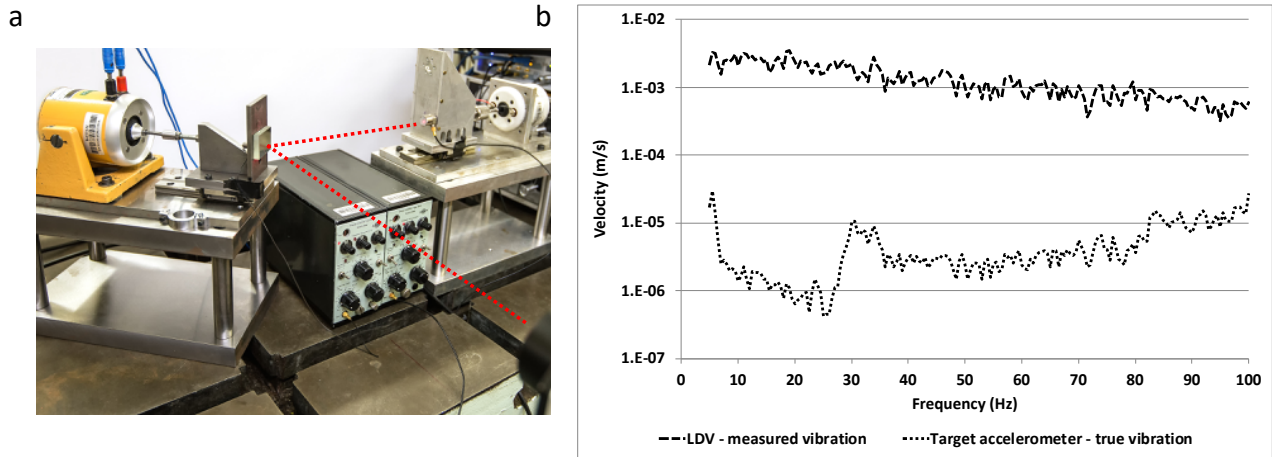 a
b
1.E-02
1.E-03
1.E-04
1.E-05
1.E-06
1.E-07
Velocity (m/s)
0 10 20 30 40 50 60 70 80 90 100
Frequency (Hz)
LDV - measured vibration
Target accelerometer - true vibration